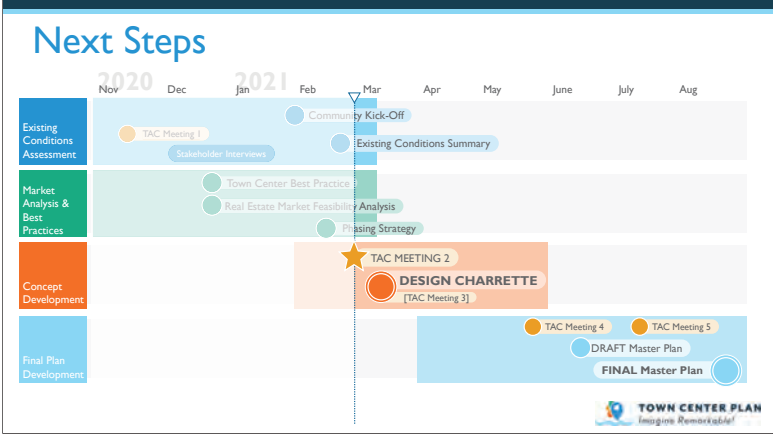 Next Steps
2020
2021
Nov Dec Jan Feb Mar Apr May June July Aug
Existing
Conditions
Assessment
Community Kick-Off
TAC Meeting 1
Existing Conditions Summary
Stakeholder Interviews
Market
Analysis &
Best
Practices
Town Center Best Practice
Real Estate Market Feasibility Analysis
Phasing Strategy
Concept
Development
TAC MEETING 2
DESIGN CHARRETTE
[TAC Meeting 3]
Final Plan
Development
TAC Meeting 4
TAC Meeting 5
DRAFT Master Plan
FINAL Master Plan
TOWN CENTER PLAN
Imagine Remarkable!